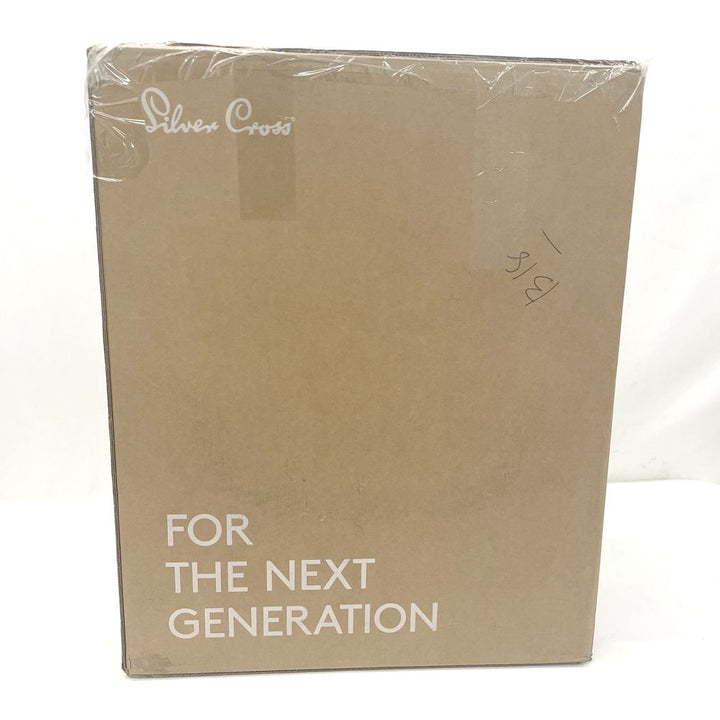 Silver Cross
FOR
THE NEXT
GENERATION